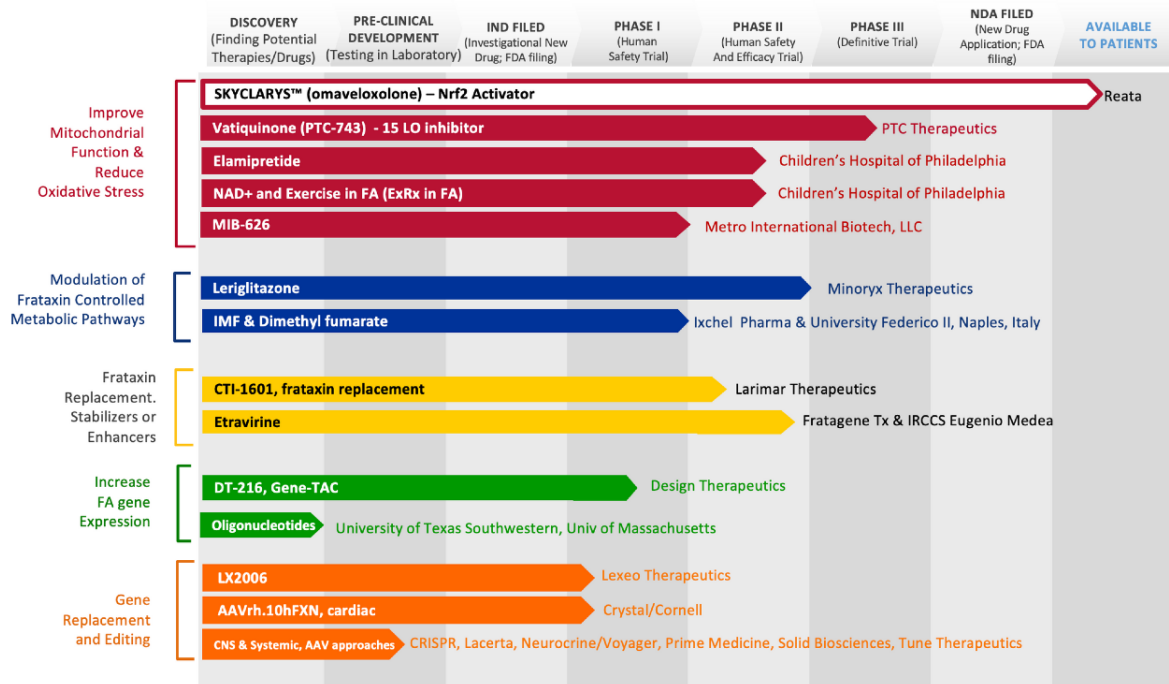 DISCOVERY
(Finding Potential
Therapies/Drugs)
PRE-CLINICAL
DEVELOPMENT
(Testing in Laboratory)
IND FILED
(Investigational New
Drug; FDA filing)
PHASE I
(Human
Safety Trial)
PHASE II
(Human Safety
And Efficacy Trial)
PHASE III
(Definitive Trial)
NDA FILED
(New Drug
Application; FDA
filing)
AVAILABLE
TO PATIENTS
Improve
Mitochondrial
Function &
Reduce
Oxidative Stress
SKYCLARYS™ (omaveloxolone) – Nrf2 Activator
Reata
Vatiquinone (PTC-743) - 15 LO inhibitor
PTC Therapeutics
Elamipretide
Children's Hospital of Philadelphia
NAD+ and Exercise in FA (ExRx in FA)
Children's Hospital of Philadelphia
MIB-626
Metro International Biotech, LLC
Modulation of
Frataxin Controlled
Metabolic Pathways
Leriglitazone
Minoryx Therapeutics
IMF & Dimethyl fumarate
Ixchel Pharma & University Federico II, Naples, Italy
Frataxin
Replacement.
Stabilizers or
Enhancers
CTI-1601, frataxin replacement
Larimar Therapeutics
Etravirine
Fratagene Tx & IRCCS Eugenio Medea
Increase
FA gene
Expression
DT-216, Gene-TAC
Design Therapeutics
Oligonucleotides
University of Texas Southwestern, Univ of Massachusetts
Gene
Replacement
and Editing
LX2006
Lexeo Therapeutics
AAVrh.10hFXN, cardiac
Crystal/Cornell
CNS & Systemic, AAV approaches
CRISPR, Lacerta, Neurocrine/Voyager, Prime Medicine, Solid Biosciences, Tune Therapeutics